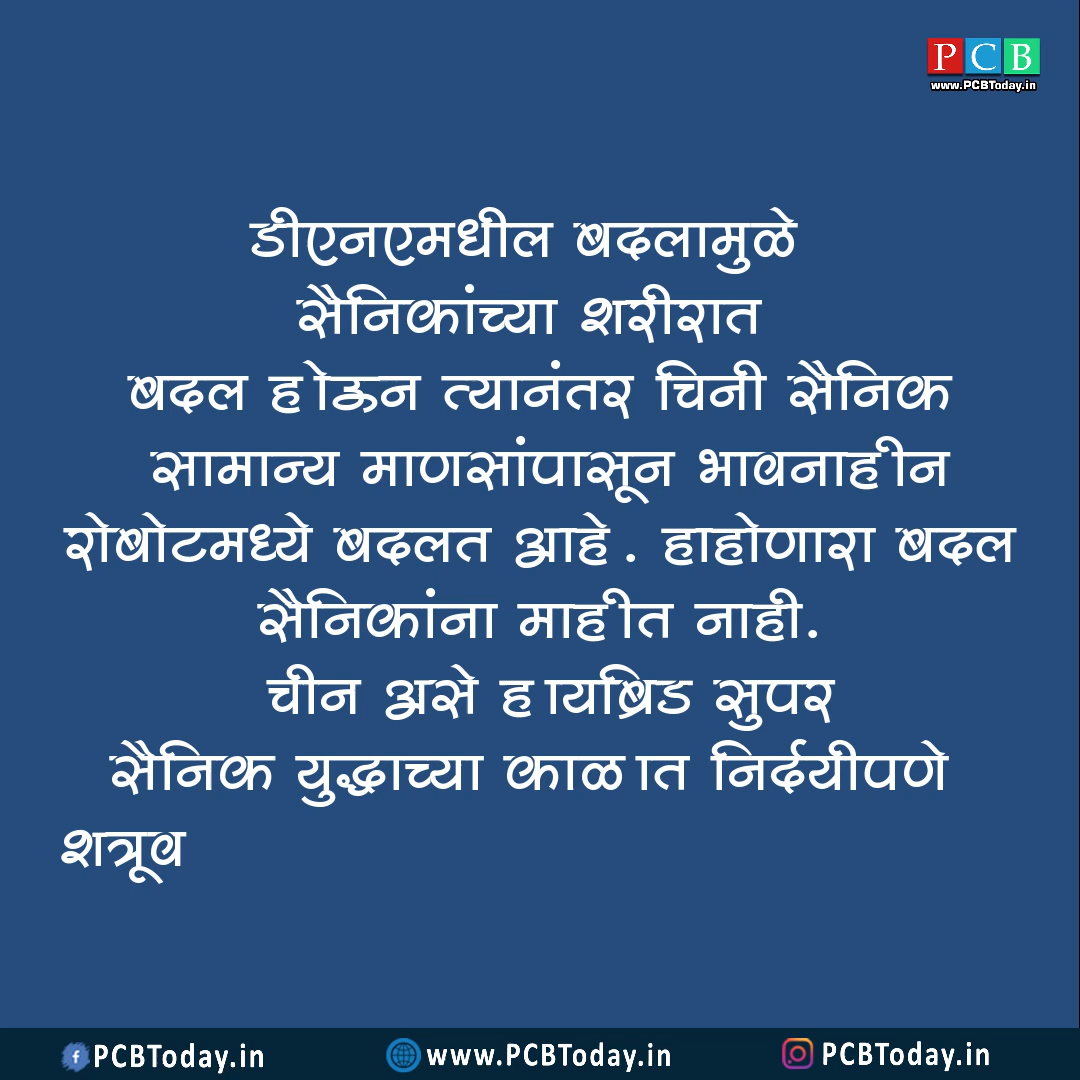 PCB
www.PCBToday.in
डीएनएमधील बदलामुळे
सैनिकांच्या शरीरात
बदल होऊन त्यानंतर चिनी सैनिक
सामान्य माणसांपासून भावनाहीन
रोबोटमध्ये बदलत आहे. हाहोणारा बदल
सैनिकांना माहीत नाही.
चीन असे हायब्रिड सुपर
सैनिक युद्धाच्या काळात निर्दयीपणे
शत्रूव
PCBToday.in www.PCBToday.in PCBToday.in